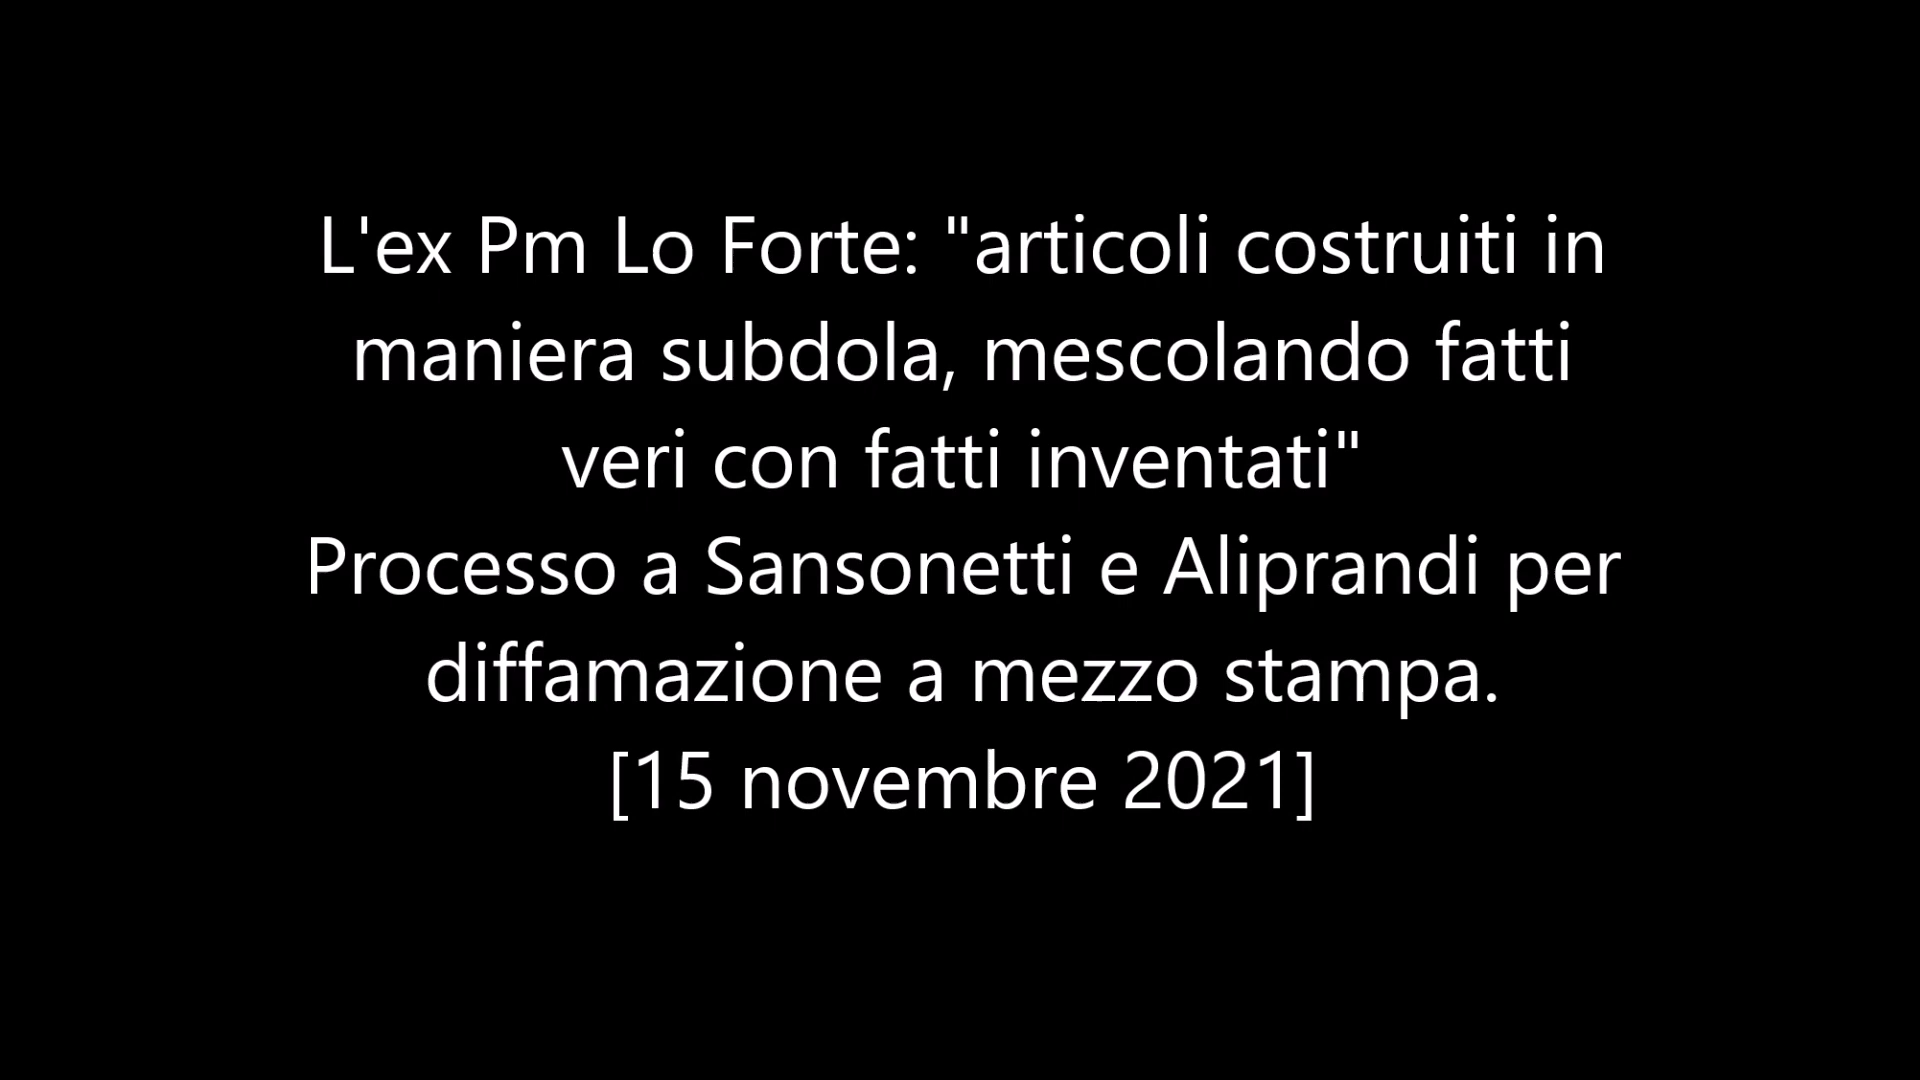 L'ex Pm Lo Forte: "articoli costruiti in
maniera subdola, mescolando fatti
veri con fatti inventati"
Processo a Sansonetti e Aliprandi per
diffamazione a mezzo stampa.
[15 novembre 2021]